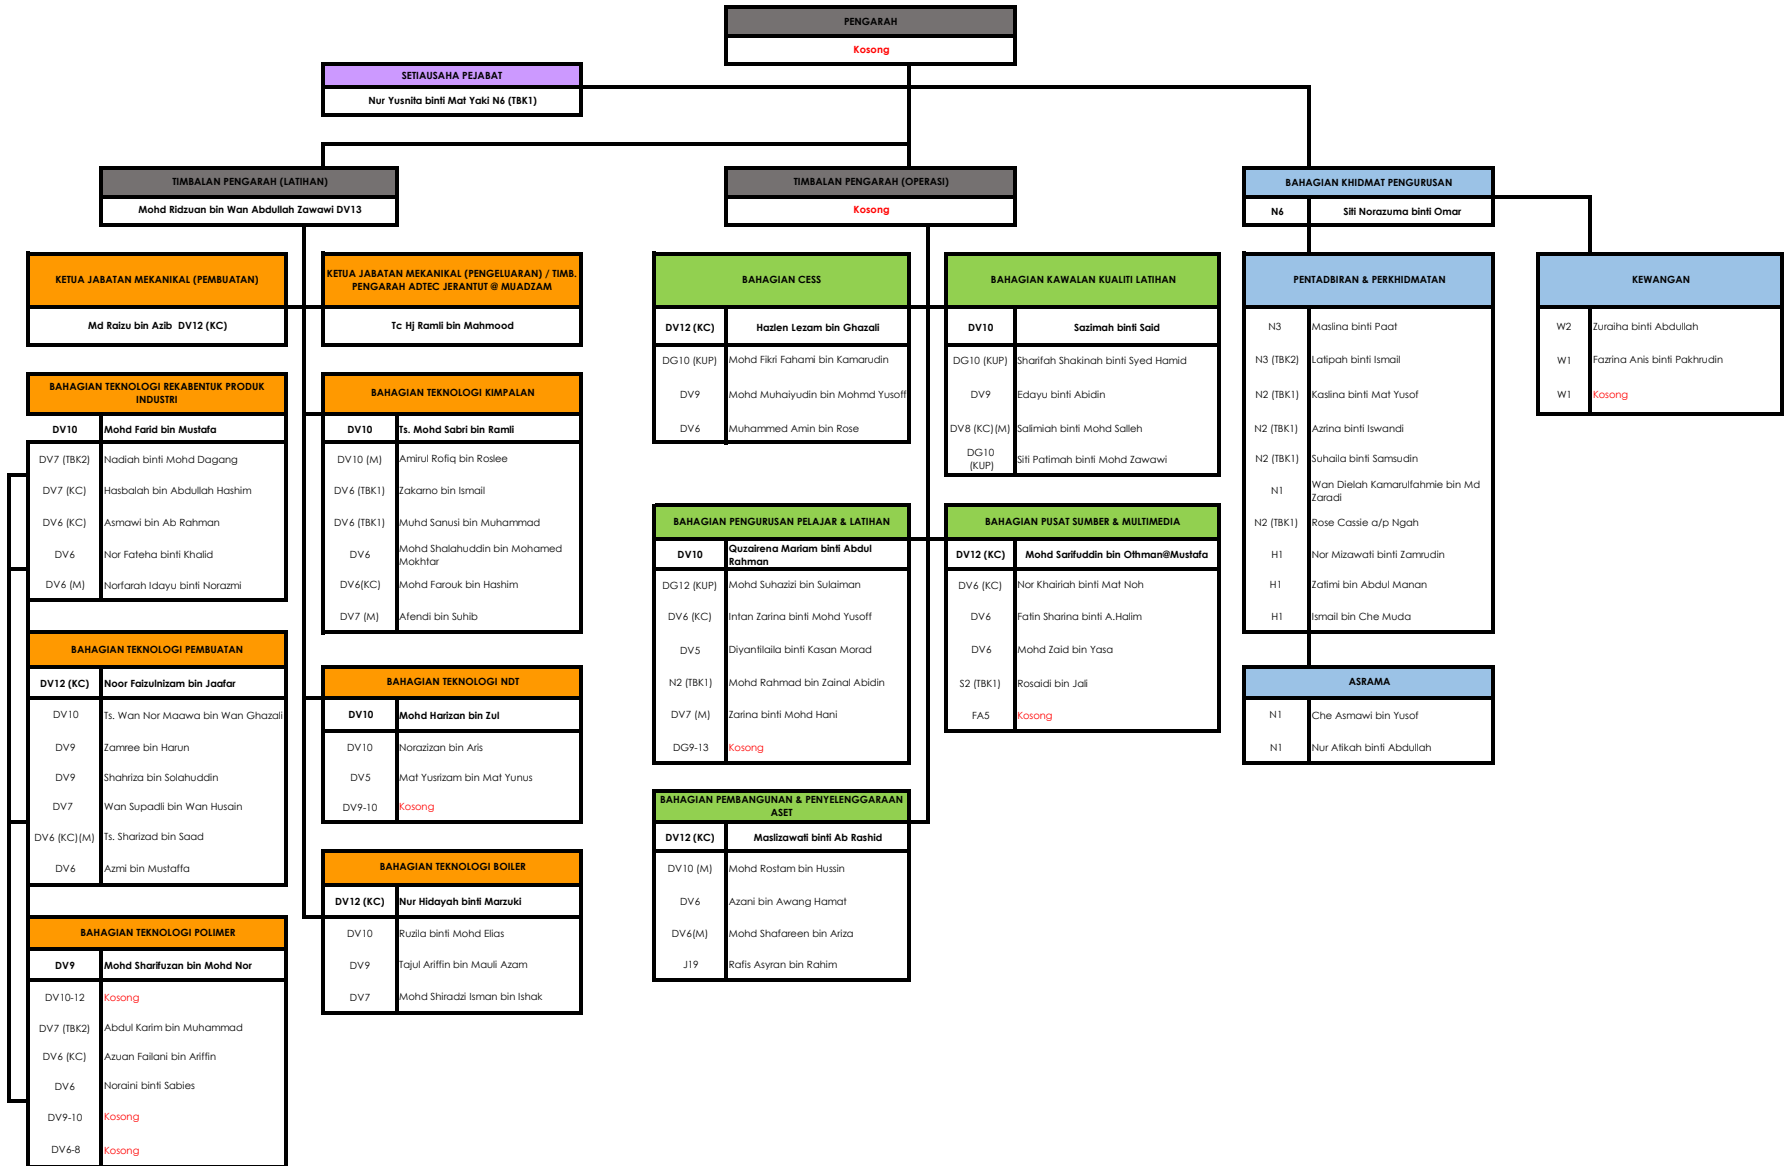 PENGARAH
Kosong
SETIAUSAHA PEJABAT
Nur Yusnita binti Mat Yaki N6 (TBK1)
TIMBALAN PENGARAH (LATIHAN)
Mohd Ridzuan bin Wan Abdullah Zawawi DV13
TIMBALAN PENGARAH (OPERASI)
Kosong
BAHAGIAN KHIDMAT PENGURUSAN
N6 Siti Norazuma binti Omar
KETUA JABATAN MEKANIKAL (PEMBUATAN)
Md Raizu bin Azib DV12 (KC)
KETUA JABATAN MEKANIKAL (PENGELUARAN) / TIMB.
PENGARAH ADTEC JERANTUT @ MUADZAM
Tc Hj Ramli bin Mahmood
BAHAGIAN TEKNOLOGI REKABENTUK PRODUK
INDUSTRI
DV10 Mohd Farid bin Mustafa
DV7 (TBK2) Nadiah binti Mohd Dagang
DV7 (KC) Hasbalah bin Abdullah Hashim
DV6 (KC) Asmawi bin Ab Rahman
DV6 Nor Fateha binti Khalid
DV6 (M) Norfarah Idayu binti Norazmi
BAHAGIAN TEKNOLOGI PEMBUATAN
DV12 (KC) Noor Faizulnizam bin Jaafar
DV10 Ts. Wan Nor Maawa bin Wan Ghazali
DV9 Zamree bin Harun
DV9 Shahriza bin Solahuddin
DV7 Wan Supadli bin Wan Husain
DV6 (KC)(M) Ts. Sharizad bin Saad
DV6 Azmi bin Mustaffa
BAHAGIAN TEKNOLOGI POLIMER
DV9 Mohd Sharifuzan bin Mohd Nor
DV10-12 Kosong
DV7 (TBK2) Abdul Karim bin Muhammad
DV6 (KC) Azuan Failani bin Ariffin
DV6 Noraini binti Sabies
DV9-10 Kosong
DV6-8 Kosong
BAHAGIAN TEKNOLOGI KIMPALAN
DV10 Ts. Mohd Sabri bin Ramli
DV10 (M) Amirul Rofiq bin Roslee
DV6 (TBK1) Zakarno bin Ismail
DV6 (TBK1) Muhd Sanusi bin Muhammad
DV6 Mohd Shalahuddin bin Mohamed
Mokhtar
DV6(KC) Mohd Farouk bin Hashim
DV7 (M) Afendi bin Suhib
BAHAGIAN TEKNOLOGI NDT
DV10 Mohd Harizan bin Zul
DV10 Norazizan bin Aris
DV5 Mat Yusrizam bin Mat Yunus
DV9-10 Kosong
BAHAGIAN TEKNOLOGI BOILER
DV12 (KC) Nur Hidayah binti Marzuki
DV10 Ruzila binti Mohd Elias
DV9 Tajul Ariffin bin Mauli Azam
DV7 Mohd Shiradzi Isman bin Ishak
BAHAGIAN CESS
DV12 (KC) Hazlen Lezam bin Ghazali
DG10 (KUP) Mohd Fikri Fahami bin Kamarudin
DV9 Mohd Muhaiyudin bin Mohmd Yusoff
DV6 Muhammed Amin bin Rose
BAHAGIAN KAWALAN KUALITI LATIHAN
DV10 Sazimah binti Said
DG10 (KUP) Sharifah Shakinah binti Syed Hamid
DV9 Edayu binti Abidin
DV8 (KC)(M) Salimiah binti Mohd Salleh
DG10
(KUP) Siti Patimah binti Mohd Zawawi
BAHAGIAN PENGURUSAN PELAJAR & LATIHAN
DV10 Quzairena Mariam binti Abdul
Rahman
DG12 (KUP) Mohd Suhazizi bin Sulaiman
DV6 (KC) Intan Zarina binti Mohd Yusoff
DV5 Diyantilaila binti Kasan Morad
N2 (TBK1) Mohd Rahmad bin Zainal Abidin
DV7 (M) Zarina binti Mohd Hani
DG9-13 Kosong
BAHAGIAN PUSAT SUMBER & MULTIMEDIA
DV12 (KC) Mohd Sarifuddin bin Othman@Mustafa
DV6 (KC) Nor Khairiah binti Mat Noh
DV6 Fatin Sharina binti A.Halim
DV6 Mohd Zaid bin Yasa
S2 (TBK1) Rosaidi bin Jali
FA5 Kosong
BAHAGIAN PEMBANGUNAN & PENYELENGGARAAN
ASET
DV12 (KC) Maslizawati binti Ab Rashid
DV10 (M) Mohd Rostam bin Hussin
DV6 Azani bin Awang Hamat
DV6(M) Mohd Shafareen bin Ariza
J19 Rafis Asyran bin Rahim
PENTADBIRAN & PERKHIDMATAN
N3 Maslina binti Paat
N3 (TBK2) Latipah binti Ismail
N2 (TBK1) Kaslina binti Mat Yusof
N2 (TBK1) Azrina binti Iswandi
N2 (TBK1) Suhaila binti Samsudin
N1 Wan Dielah Kamarulfahmie bin Md
Zaradi
N2 (TBK1) Rose Cassie a/p Ngah
H1 Nor Mizawati binti Zamrudin
H1 Zatimi bin Abdul Manan
H1 Ismail bin Che Muda
ASRAMA
N1 Che Asmawi bin Yusof
N1 Nur Atikah binti Abdullah
KEWANGAN
W2 Zuraiha binti Abdullah
W1 Fazrina Anis binti Pakhrudin
W1 Kosong